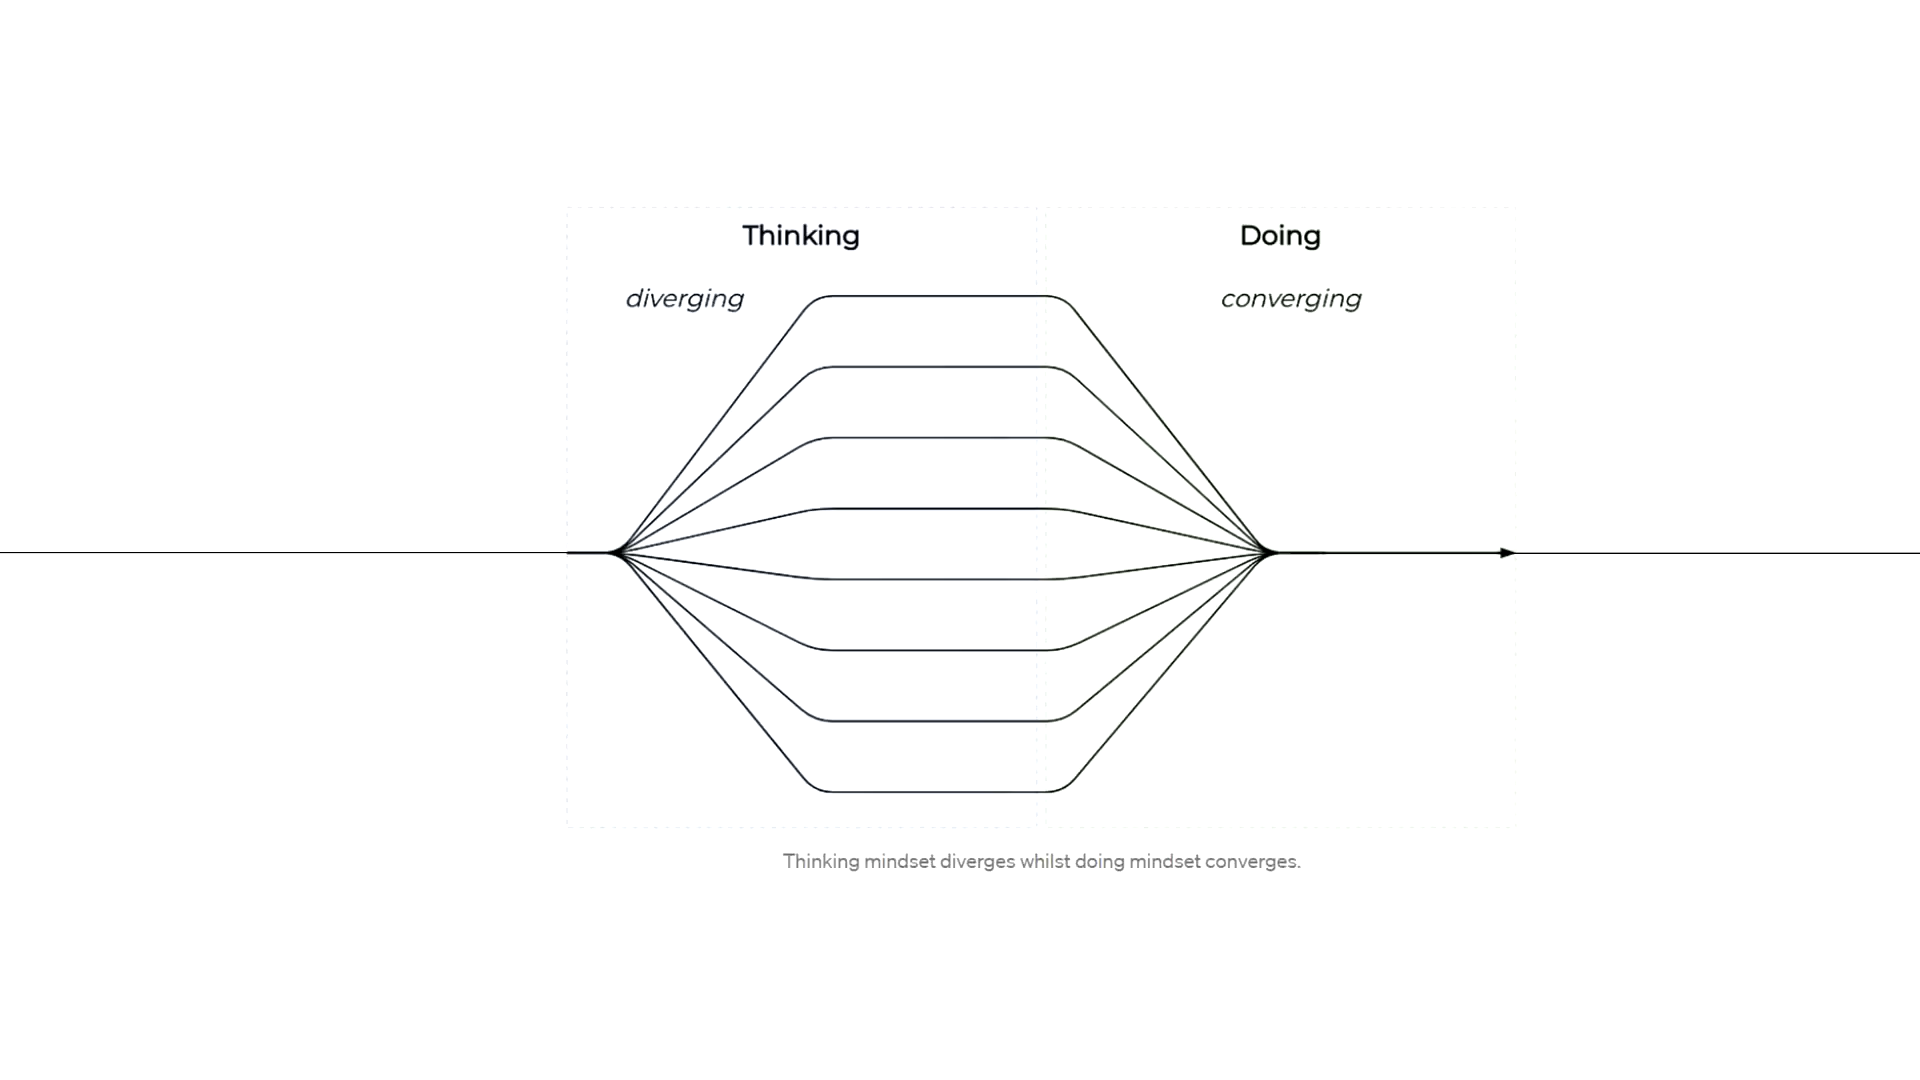 Thinking
Doing
diverging
converging
Thinking mindset diverges whilst doing mindset converges.